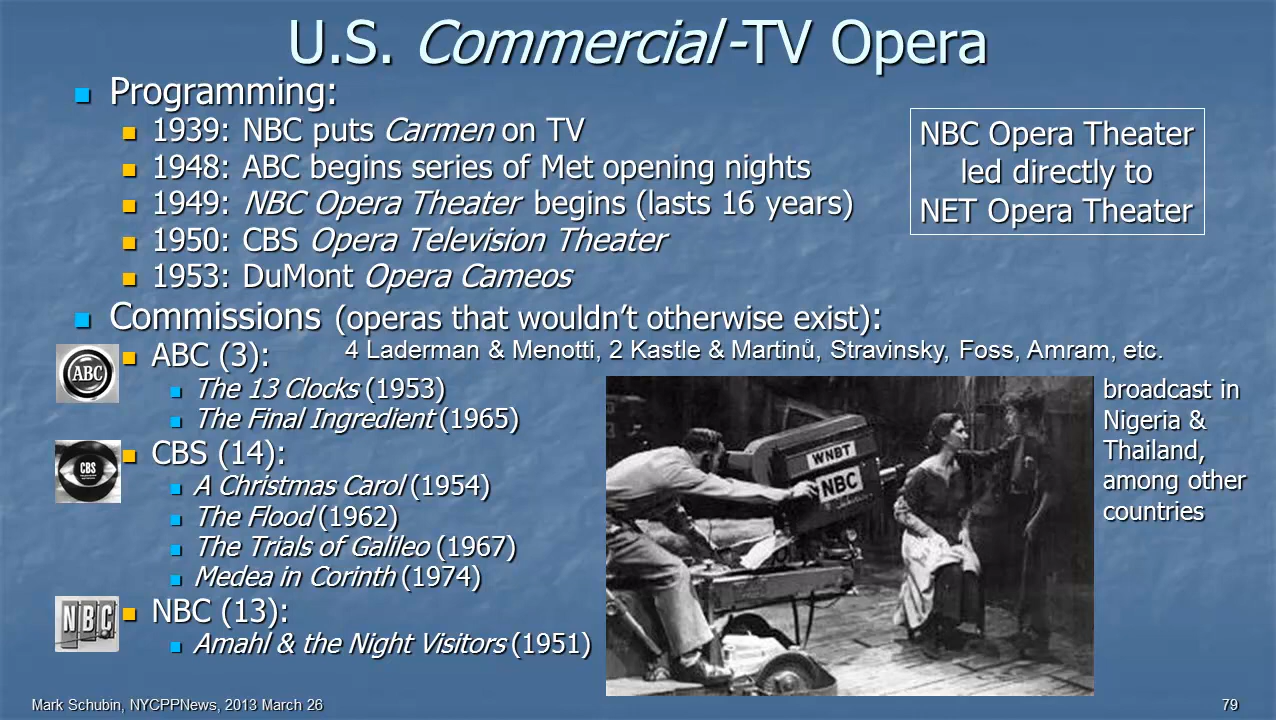 U.S. Commercial-TV Opera
Programming:
1939: NBC puts Carmen on TV
1948: ABC begins series of Met opening nights
1949: NBC Opera Theater begins (lasts 16 years)
1950: CBS Opera Television Theater
1953: DuMont Opera Cameos
NBC Opera Theater
led directly to
NET Opera Theater
Commissions (operas that wouldn’t otherwise exist):
ABC (3):
4 Laderman & Menotti, 2 Kastle & Martinů, Stravinsky, Foss, Amram, etc.
ABC
The 13 Clocks (1953)
The Final Ingredient (1965)
CBS (14):
CBS
A Christmas Carol (1954)
The Flood (1962)
The Trials of Galileo (1967)
Medea in Corinth (1974)
NBC (13):
NBC
Amahl & the Night Visitors (1951)
WNBT
NBC
broadcast in
Nigeria &
Thailand,
among other
countries
Mark Schubin, NYCPPNews, 2013 March 26
79